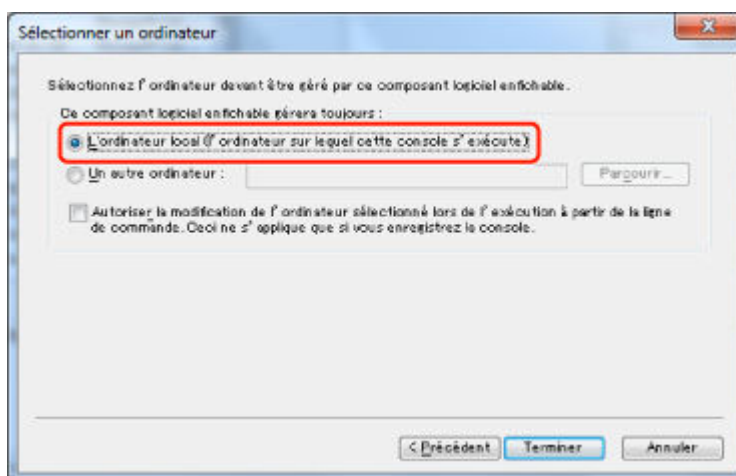 Sélectionner un ordinateur
Sélectionnez l'ordinateur devant être géré par ce composant logiciel enfichable.
Ce composant logiciel enfichable gérera toujours :
L'ordinateur local (l'ordinateur sur lequel cette console s'exécute)
Un autre ordinateur :
Parcourir...
Autoriser la modification de l'ordinateur sélectionné lors de l'exécution à partir de la ligne
de commande. Ceci ne s'applique que si vous enregistrez la console.
< Précédent Terminer Annuler